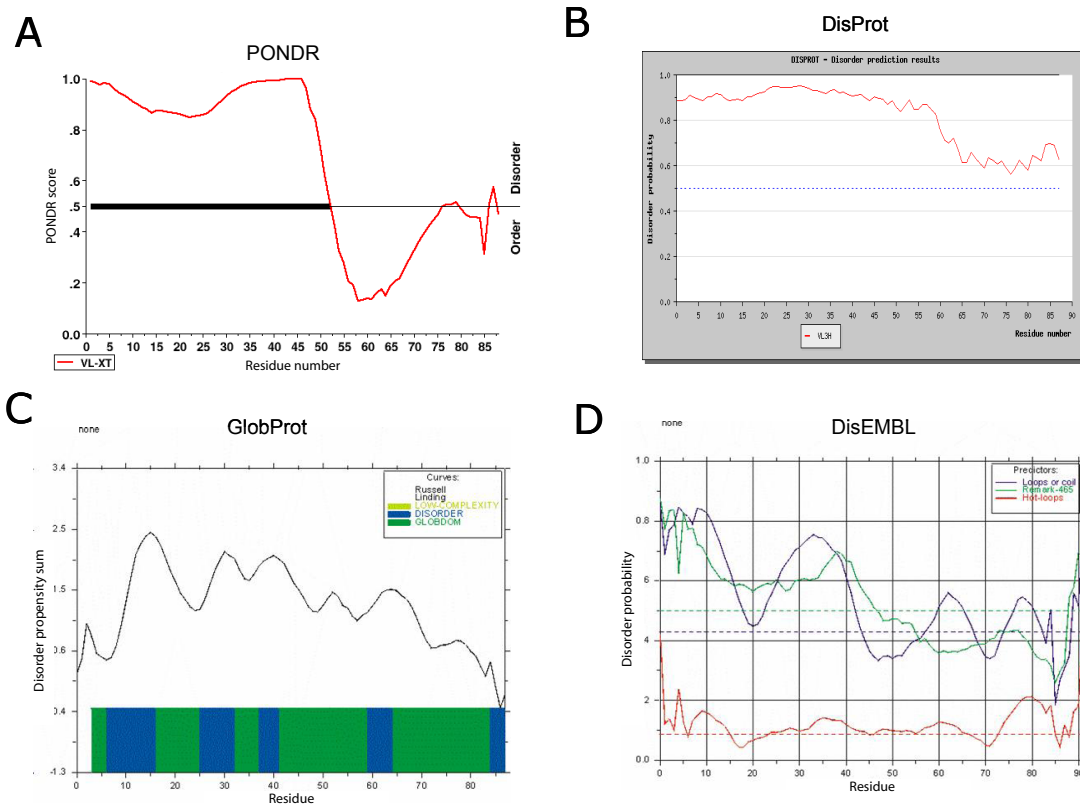 A
PONDR
1.0
.8
.6
.5
.4
.2
0.0
PONDR score
Disorder
Order
0 5 10 15 20 25 30 35 40 45 50 55 60 65 70 75 80 85
Residue number
VL-XT
B
DisProt
DISPROT - Disorder prediction results
1.0
0.8
0.6
0.4
0.2
0.0
Disorder probability
0 5 10 15 20 25 30 35 40 45 50 55 60 65 70 75 80 85 90
Residue number
VL3H
C
none
GlobProt
3.4
2.5
1.5
0.6
0.4
-1.3
Disorder propensity sum
Curves:
Russell
Linding
LOW-COMPLEXITY
DISORDER
GLOBDOM
0 10 20 30 40 50 60 70 80
Residue
D
none
DisEMBL
1.0
0.8
6
4
2
0.0
Disorder probability
Predictors:
Loops or coil
Remark-465
Hot-loops
0 10 20 30 40 50 60 70 80 90
Residue